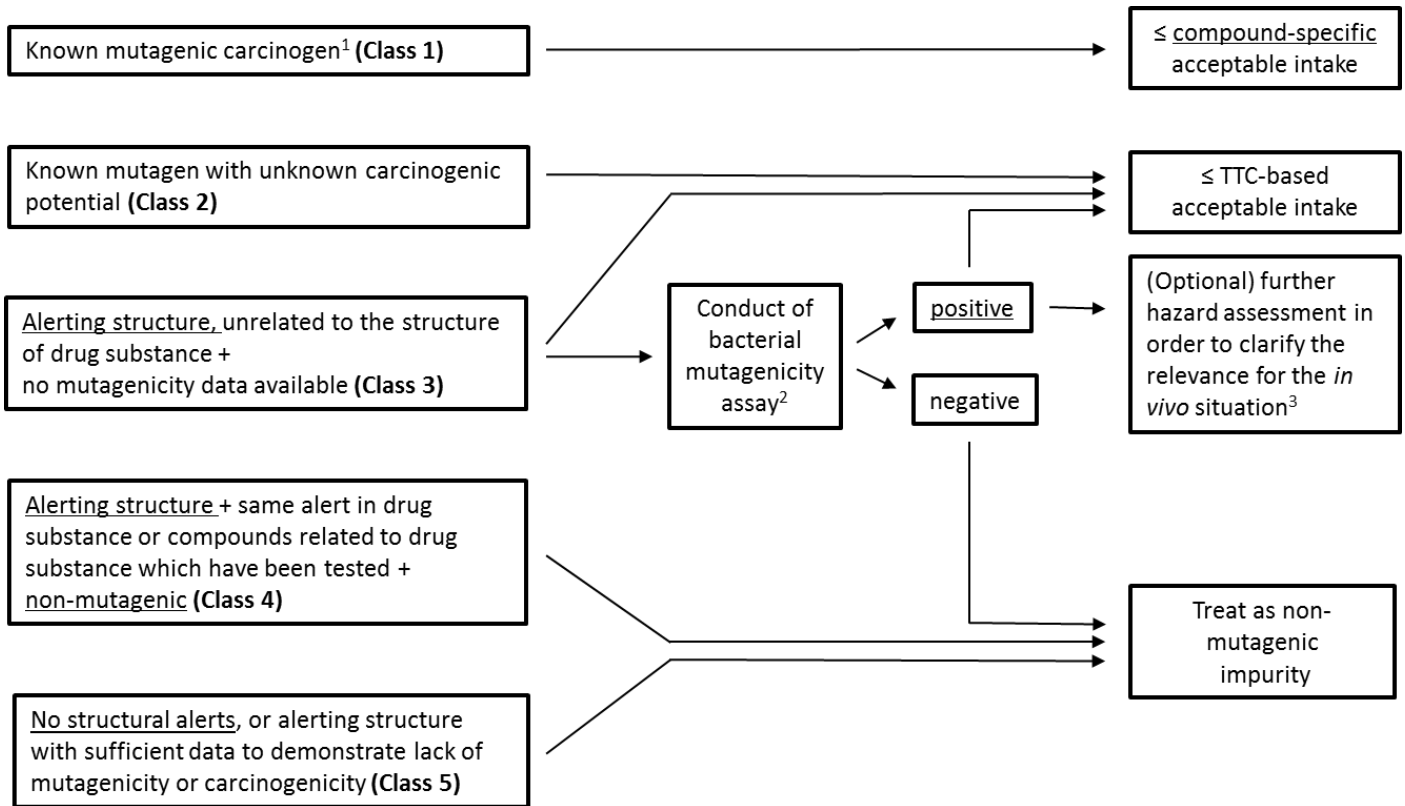 Known mutagenic carcinogen¹ (Class 1)
≤ compound-specific
acceptable intake
Known mutagen with unknown carcinogenic
potential (Class 2)
≤ TTC-based
acceptable intake
Alerting structure, unrelated to the structure
of drug substance +
no mutagenicity data available (Class 3)
Conduct of
bacterial
mutagenicity
assay²
positive
negative
(Optional) further
hazard assessment in
order to clarify the
relevance for the in
vivo situation³
Alerting structure + same alert in drug
substance or compounds related to drug
substance which have been tested +
non-mutagenic (Class 4)
Treat as non-
mutagenic
impurity
No structural alerts, or alerting structure
with sufficient data to demonstrate lack of
mutagenicity or carcinogenicity (Class 5)